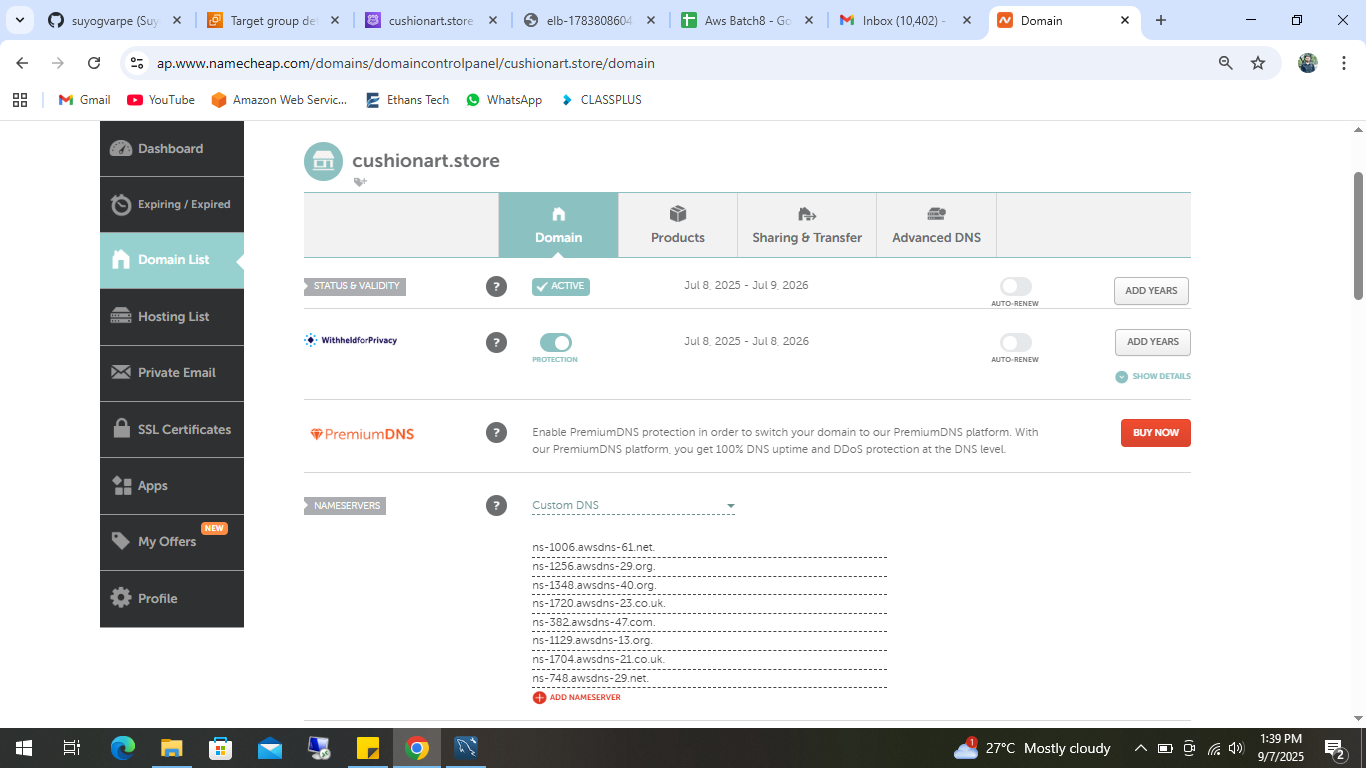 suyogvarpe (Suy
Target group det
cushionart.store
elb-1783808604
Aws Batch8 - Go
Inbox (10,402) -
Domain
ap.www.namecheap.com/domains/domaincontrolpanel/cushionart.store/domain
Gmail
YouTube
Amazon Web Servic...
Ethans Tech
WhatsApp
CLASSPLUS
Dashboard
Expiring / Expired
Domain List
Hosting List
Private Email
SSL Certificates
Apps
NEW
My Offers
Profile
cushionart.store
Domain
Products
Sharing & Transfer
Advanced DNS
STATUS & VALIDITY
?
ACTIVE
Jul 8, 2025 - Jul 9, 2026
AUTO-RENEW
ADD YEARS
WithheldforPrivacy
?
PROTECTION
Jul 8, 2025 - Jul 8, 2026
AUTO-RENEW
ADD YEARS
SHOW DETAILS
PremiumDNS
?
Enable PremiumDNS protection in order to switch your domain to our PremiumDNS platform. With
our PremiumDNS platform, you get 100% DNS uptime and DDoS protection at the DNS level.
BUY NOW
NAMESERVERS
?
Custom DNS
ns-1006.awsdns-61.net.
ns-1256.awsdns-29.org.
ns-1348.awsdns-40.org.
ns-1720.awsdns-23.co.uk.
ns-382.awsdns-47.com.
ns-1129.awsdns-13.org.
ns-1704.awsdns-21.co.uk.
ns-748.awsdns-29.net.
ADD NAMESERVER
1
27°C Mostly cloudy
1:39 PM
9/7/2025
2